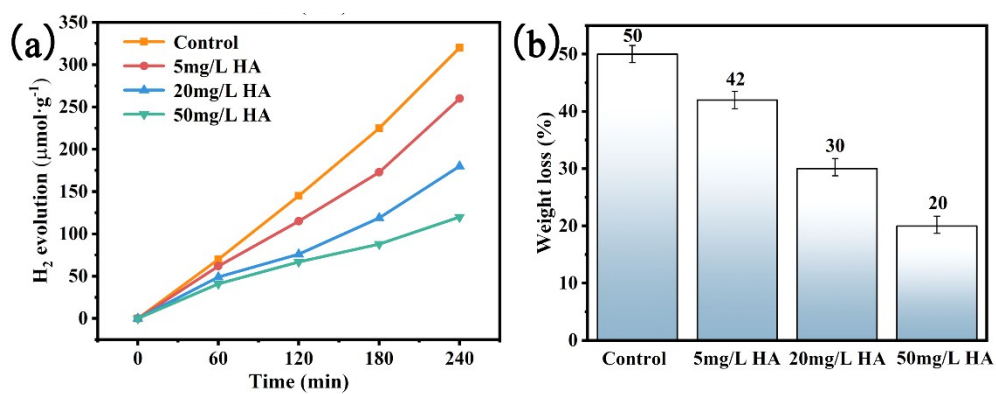 (a)
350
300
250
200
150
100
50
0
H₂ evolution (μmol·g⁻¹)
Control
5mg/L HA
20mg/L HA
50mg/L HA
0 60 120 180 240
Time (min)
(b)
50
40
30
20
10
0
Weight loss (%)
50
42
30
20
Control 5mg/L HA 20mg/L HA 50mg/L HA